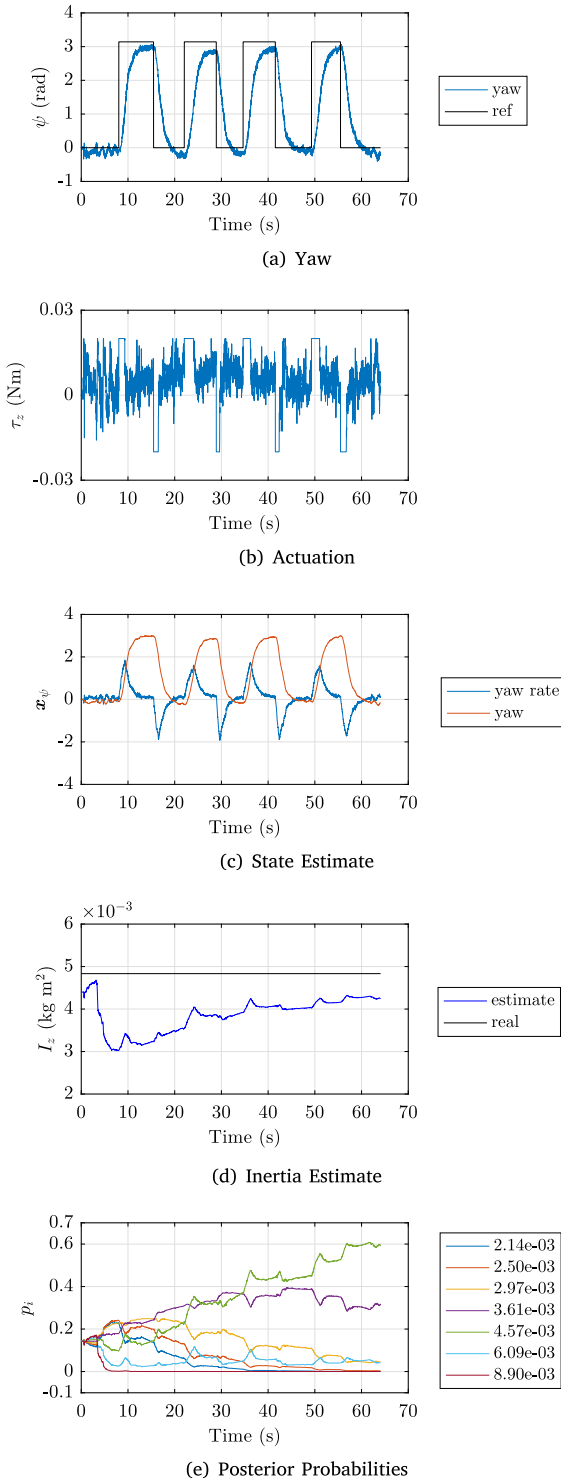 4
3
2
1
0
-1
ψ (rad)
0 10 20 30 40 50 60 70
Time (s)
yaw
ref
(a) Yaw
0.03
0
-0.03
τz (Nm)
0 10 20 30 40 50 60 70
Time (s)
(b) Actuation
4
2
0
-2
-4
xψ
0 10 20 30 40 50 60 70
Time (s)
yaw rate
yaw
(c) State Estimate
×10⁻³
6
5
4
3
2
Iz (kg m²)
0 10 20 30 40 50 60 70
Time (s)
estimate
real
(d) Inertia Estimate
0.7
0.6
0.4
0.2
0
-0.1
pi
0 10 20 30 40 50 60 70
Time (s)
2.14e-03
2.50e-03
2.97e-03
3.61e-03
4.57e-03
6.09e-03
8.90e-03
(e) Posterior Probabilities